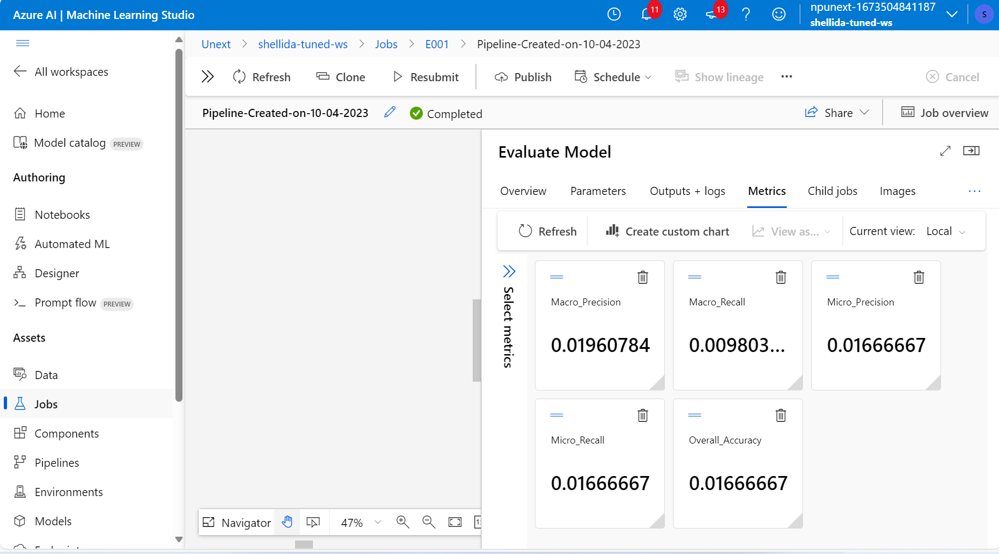 Azure AI | Machine Learning Studio
11
13
npunext-1673504841187
shellida-tuned-ws
S
All workspaces
Home
Model catalog PREVIEW
Authoring
Notebooks
Automated ML
Designer
Prompt flow PREVIEW
Assets
Data
Jobs
Components
Pipelines
Environments
Models
Unext > shellida-tuned-ws > Jobs > E001 > Pipeline-Created-on-10-04-2023
Refresh Clone Resubmit Publish Schedule Show lineage ... Cancel
Pipeline-Created-on-10-04-2023 Completed Share Job overview
Evaluate Model
Overview Parameters Outputs + logs Metrics Child jobs Images ...
Refresh Create custom chart View as... Current view: Local
Select metrics
Macro_Precision
0.01960784
Macro_Recall
0.009803...
Micro_Precision
0.01666667
Micro_Recall
0.01666667
Overall_Accuracy
0.01666667
Navigator 47%